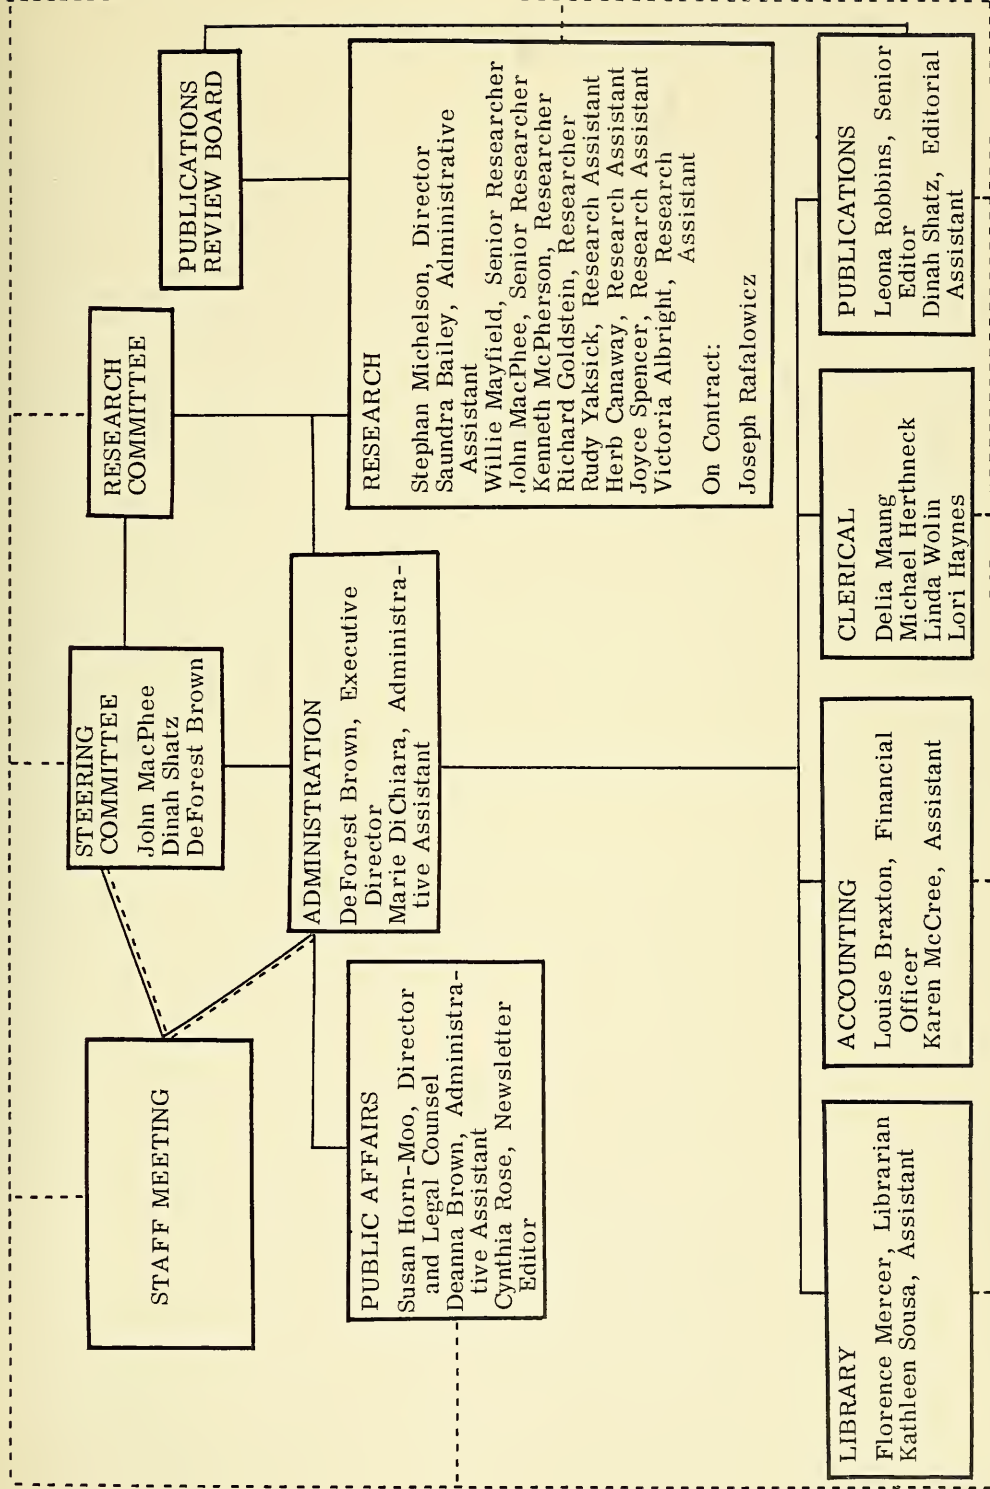 STAFF MEETING
STEERING
COMMITTEE
John MacPhee
Dinah Shatz
DeForest Brown
RESEARCH
COMMITTEE
PUBLICATIONS
REVIEW BOARD
ADMINISTRATION
DeForest Brown, Executive
Director
Marie DiChiara, Administra-
tive Assistant
PUBLIC AFFAIRS
Susan Horn-Moo, Director
and Legal Counsel
Deanna Brown, Administra-
tive Assistant
Cynthia Rose, Newsletter
Editor
RESEARCH
Stephan Michelson, Director
Saundra Bailey, Administrative
Assistant
Willie Mayfield, Senior Researcher
John MacPhee, Senior Researcher
Kenneth McPherson, Researcher
Richard Goldstein, Researcher
Rudy Yaksick, Research Assistant
Herb Canaway, Research Assistant
Joyce Spencer, Research Assistant
Victoria Albright, Research
Assistant
On Contract:
Joseph Rafalowicz
LIBRARY
Florence Mercer, Librarian
Kathleen Sousa, Assistant
ACCOUNTING
Louise Braxton, Financial
Officer
Karen McCree, Assistant
CLERICAL
Delia Maung
Michael Herthneck
Linda Wolin
Lori Haynes
PUBLICATIONS
Leona Robbins, Senior
Editor
Dinah Shatz, Editorial
Assistant